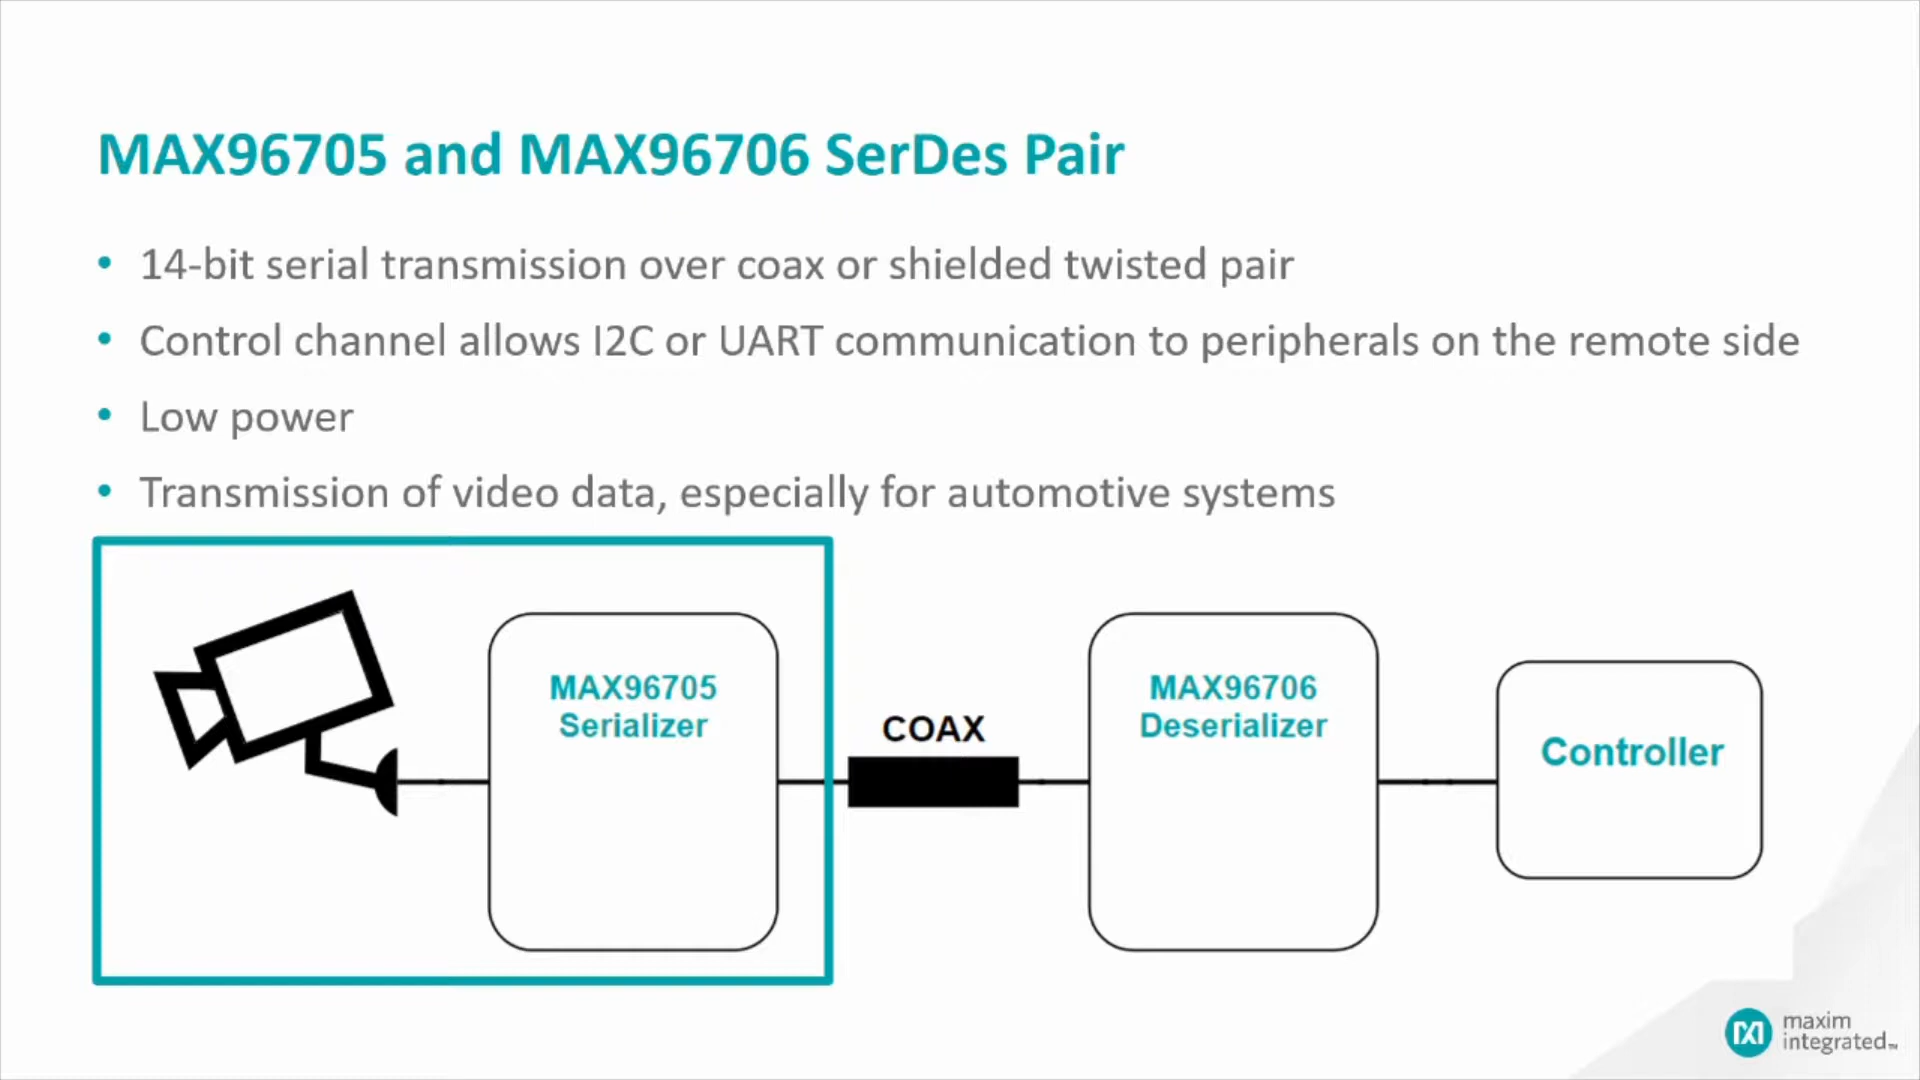 MAX96705 and MAX96706 SerDes Pair
• 14-bit serial transmission over coax or shielded twisted pair
• Control channel allows I2C or UART communication to peripherals on the remote side
• Low power
• Transmission of video data, especially for automotive systems
MAX96705
Serializer
COAX
MAX96706
Deserializer
Controller
maxim
integrated™